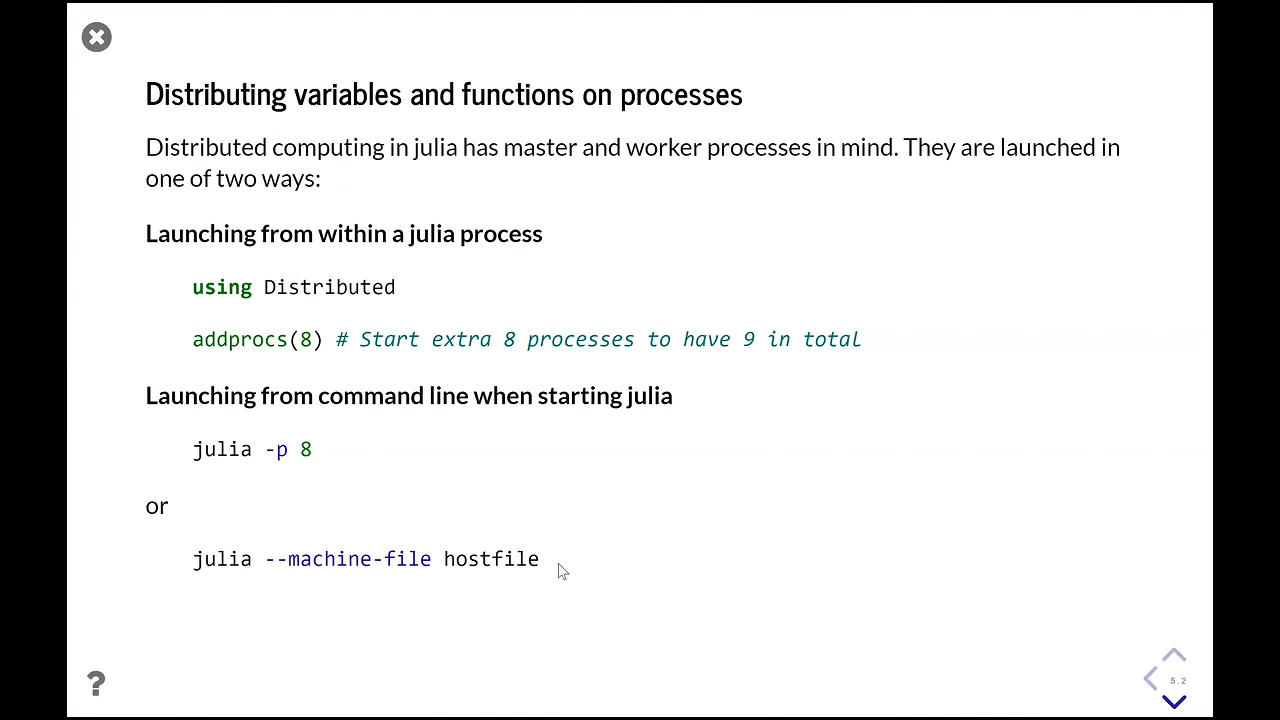 Distributing variables and functions on processes
Distributed computing in julia has master and worker processes in mind. They are launched in
one of two ways:
Launching from within a julia process
using Distributed
addprocs(8) # Start extra 8 processes to have 9 in total
Launching from command line when starting julia
julia -p 8
or
julia --machine-file hostfile
?
5.2